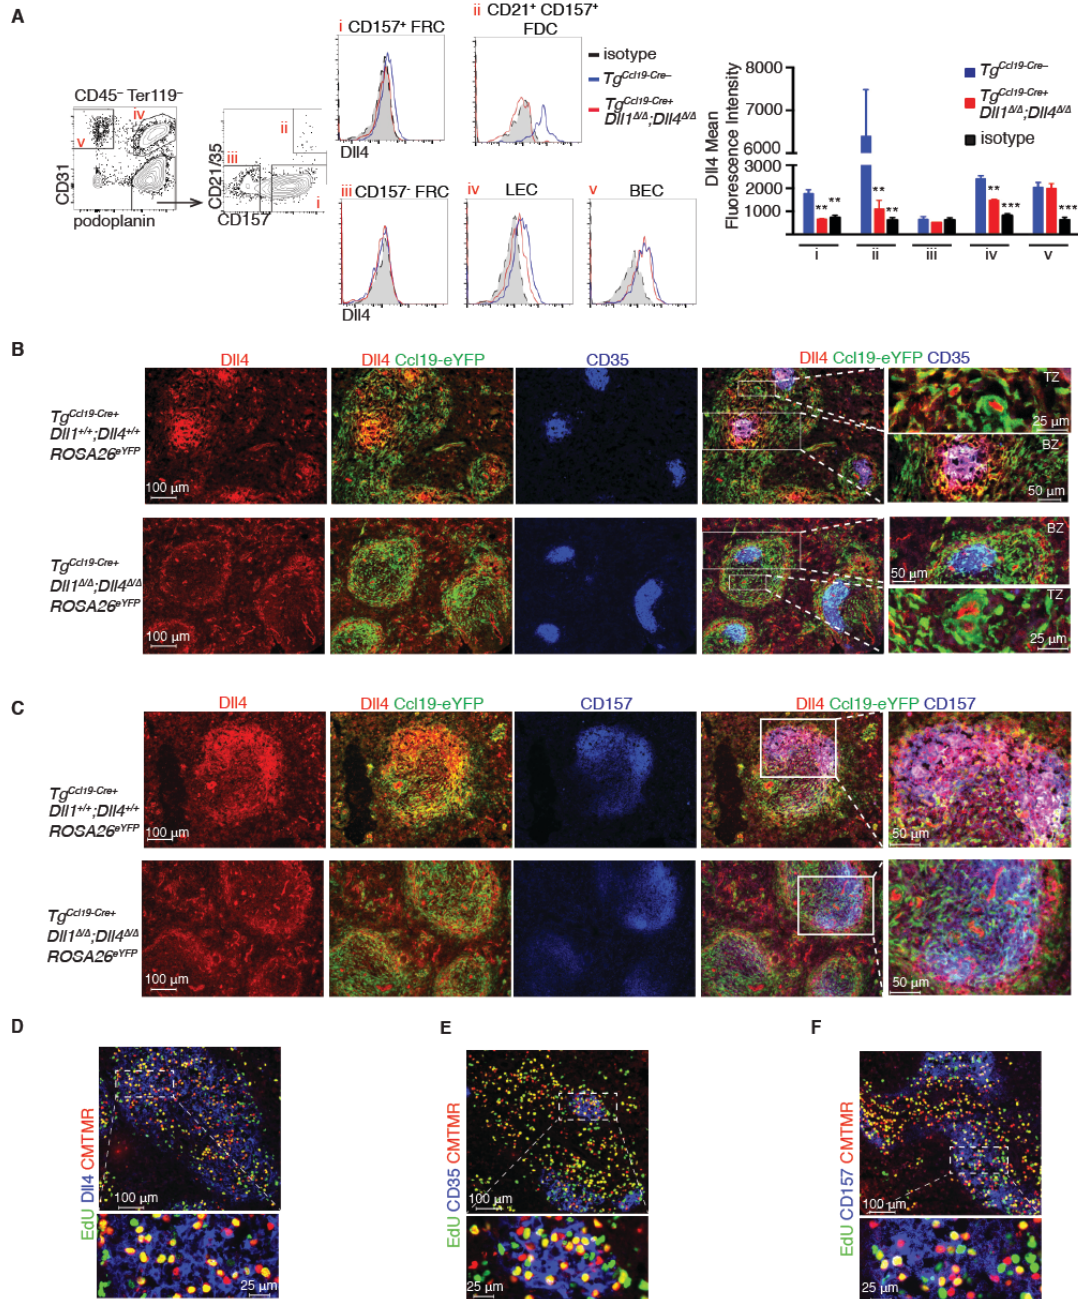 A
CD45⁻ Ter119⁻
iv
v
CD31
podoplanin
ii
iii
i
CD21/35
CD157
i CD157⁺ FRC
Dll4
ii CD21⁺ CD157⁺
FDC
isotype
Tg^Ccl19-Cre–
Tg^Ccl19-Cre+
Dll1^Δ/Δ;Dll4^Δ/Δ
iii CD157⁻ FRC
Dll4
iv LEC
v BEC
Dll4 Mean
Fluorescence Intensity
8000
7000
6000
3000
2000
1000
** ** ** ** ** *** ***
i ii iii iv v
Tg^Ccl19-Cre–
Tg^Ccl19-Cre+
Dll1^Δ/Δ;Dll4^Δ/Δ
isotype
B
Dll4
Dll4 Ccl19-eYFP
CD35
Dll4 Ccl19-eYFP CD35
Tg^Ccl19-Cre+
Dll1^+/+;Dll4^+/+
ROSA26^eYFP
100 µm
TZ
25 µm
BZ
50 µm
Tg^Ccl19-Cre+
Dll1^Δ/Δ;Dll4^Δ/Δ
ROSA26^eYFP
100 µm
BZ
50 µm
TZ
25 µm
C
Dll4
Dll4 Ccl19-eYFP
CD157
Dll4 Ccl19-eYFP CD157
Tg^Ccl19-Cre+
Dll1^+/+;Dll4^+/+
ROSA26^eYFP
100 µm
50 µm
Tg^Ccl19-Cre+
Dll1^Δ/Δ;Dll4^Δ/Δ
ROSA26^eYFP
100 µm
50 µm
D
EdU Dll4 CMTMR
100 µm
25 µm
E
EdU CD35 CMTMR
100 µm
25 µm
F
EdU CD157 CMTMR
100 µm
25 µm